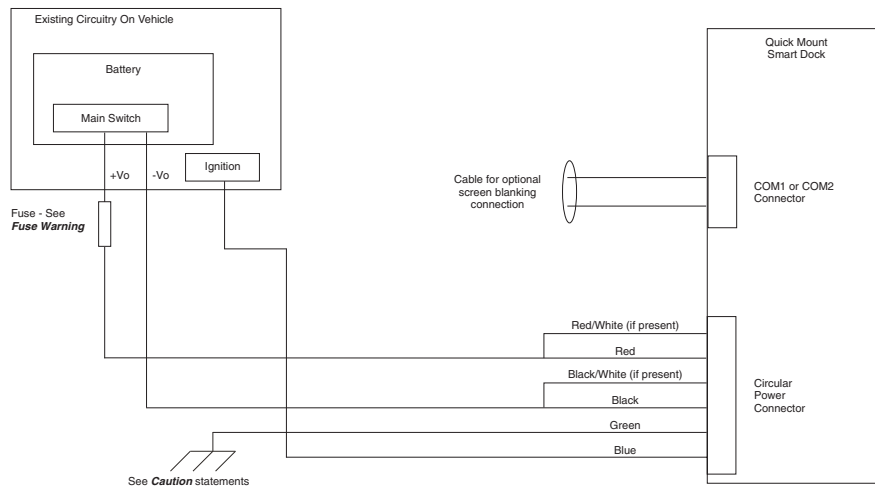 Existing Circuitry On Vehicle
Battery
Main Switch
+Vo
-Vo
Ignition
Fuse - See
Fuse Warning
Quick Mount
Smart Dock
Cable for optional
screen blanking
connection
COM1 or COM2
Connector
Red/White (if present)
Red
Black/White (if present)
Black
Green
Blue
Circular
Power
Connector
See Caution statements